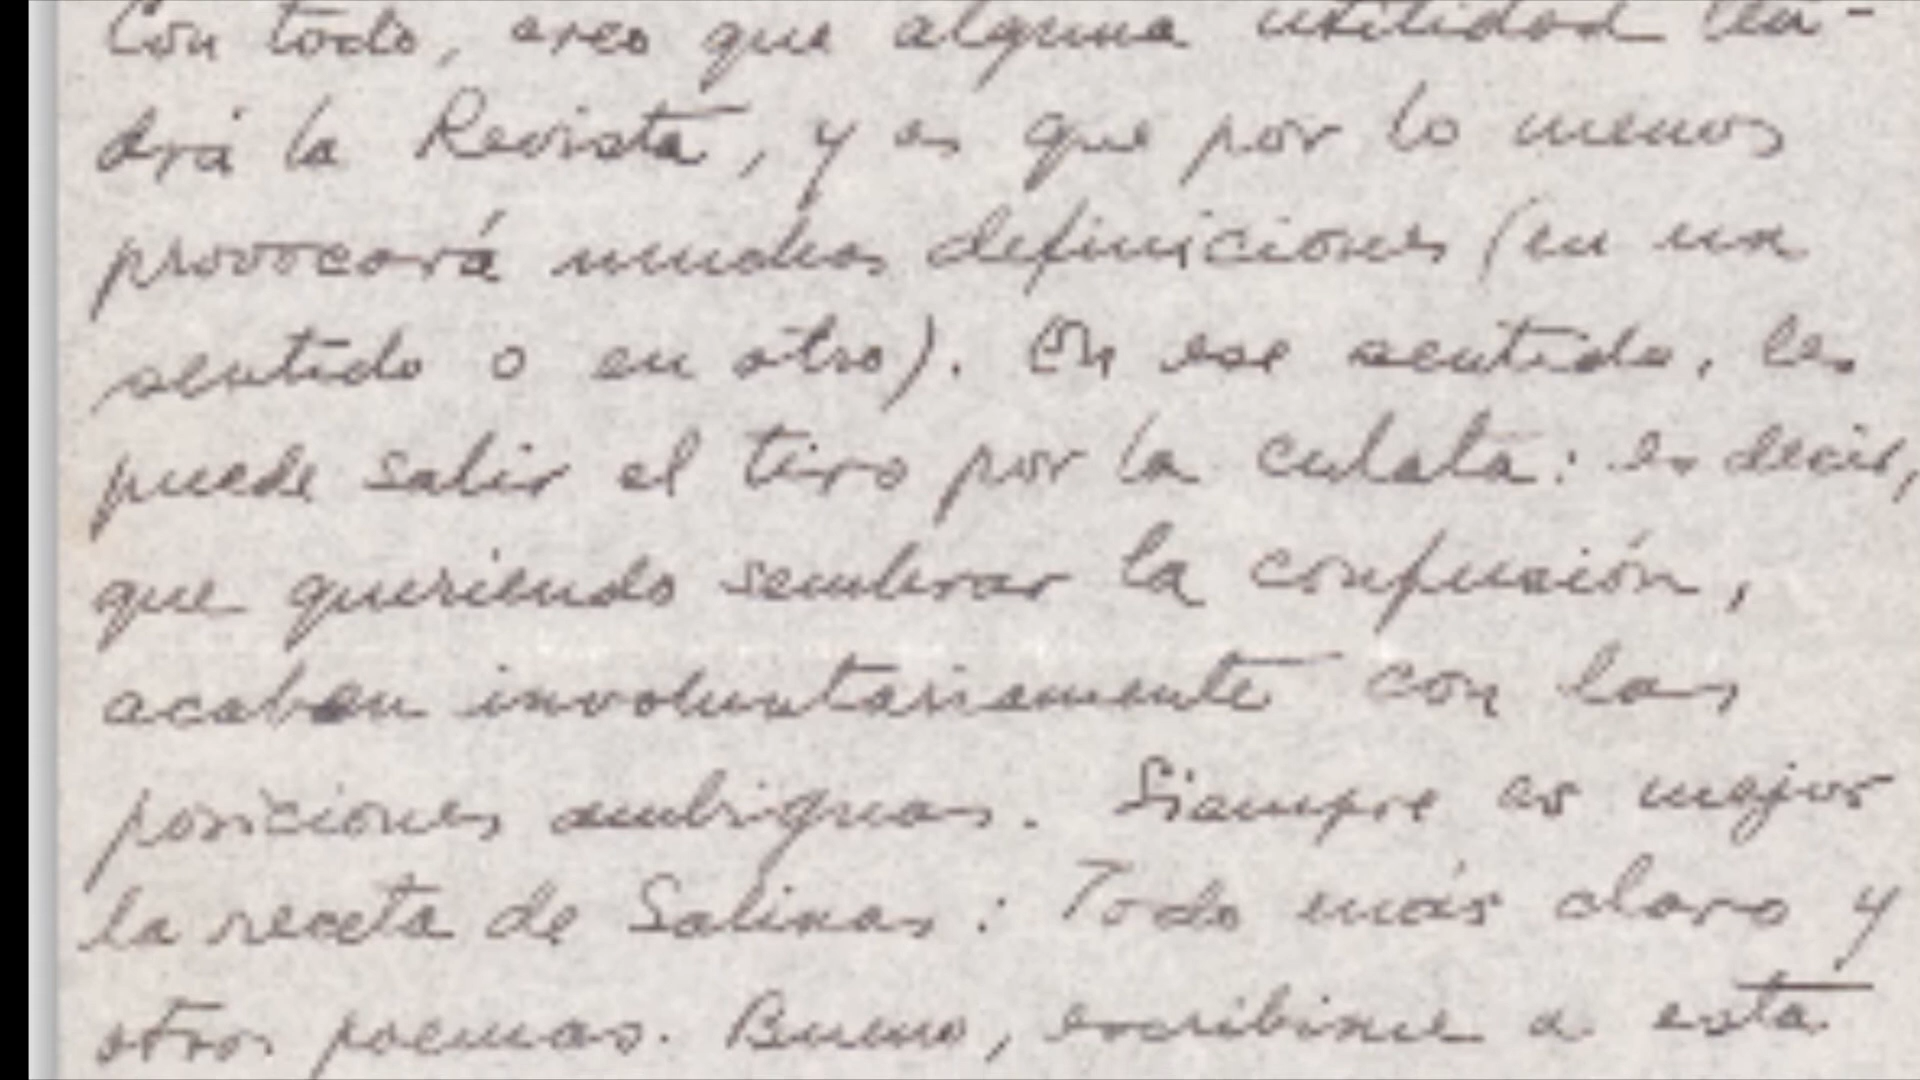 Con todo, creo que alguna utilidad ten-
drá la Revista, y es que por lo menos
provocará muchas definiciones (en un
sentido o en otro). En ese sentido, les
puede salir el tiro por la culata: es decir,
que queriendo sembrar la confusión,
acaben involuntariamente con las
posiciones ambiguas. Siempre es mejor
la receta de Salinas: Todo más claro y
otros poemas. Bueno, escribime a esta